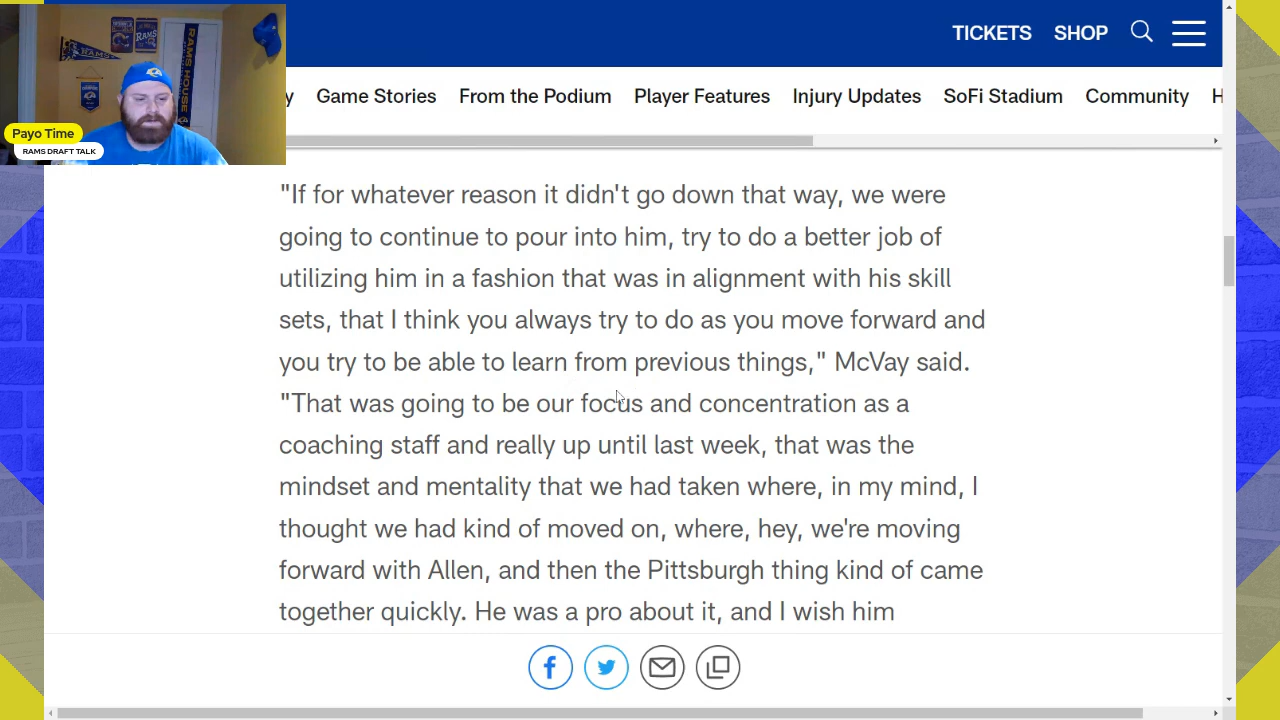 TICKETS SHOP
y Game Stories From the Podium Player Features Injury Updates SoFi Stadium Community H
RAMS
RAMS
RAMS HOUSE
Payo Time
RAMS DRAFT TALK
"If for whatever reason it didn't go down that way, we were
going to continue to pour into him, try to do a better job of
utilizing him in a fashion that was in alignment with his skill
sets, that I think you always try to do as you move forward and
you try to be able to learn from previous things," McVay said.
"That was going to be our focus and concentration as a
coaching staff and really up until last week, that was the
mindset and mentality that we had taken where, in my mind, I
thought we had kind of moved on, where, hey, we're moving
forward with Allen, and then the Pittsburgh thing kind of came
together quickly. He was a pro about it, and I wish him